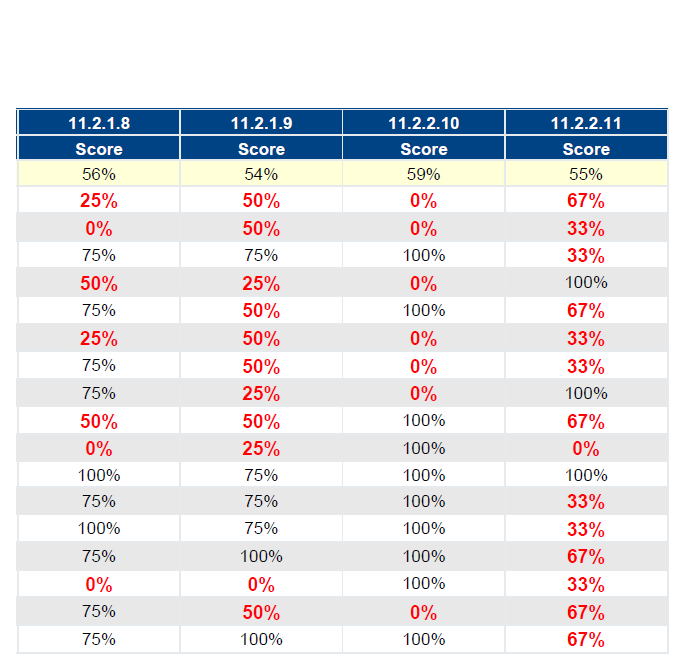 11.2.1.8 11.2.1.9 11.2.2.10 11.2.2.11
Score Score Score Score
56% 54% 59% 55%
25% 50% 0% 67%
0% 50% 0% 33%
75% 75% 100% 33%
50% 25% 0% 100%
75% 50% 100% 67%
25% 50% 0% 33%
75% 50% 0% 33%
75% 25% 0% 100%
50% 50% 100% 67%
0% 25% 100% 0%
100% 75% 100% 100%
75% 75% 100% 33%
100% 75% 100% 33%
75% 100% 100% 67%
0% 0% 100% 33%
75% 50% 0% 67%
75% 100% 100% 67%